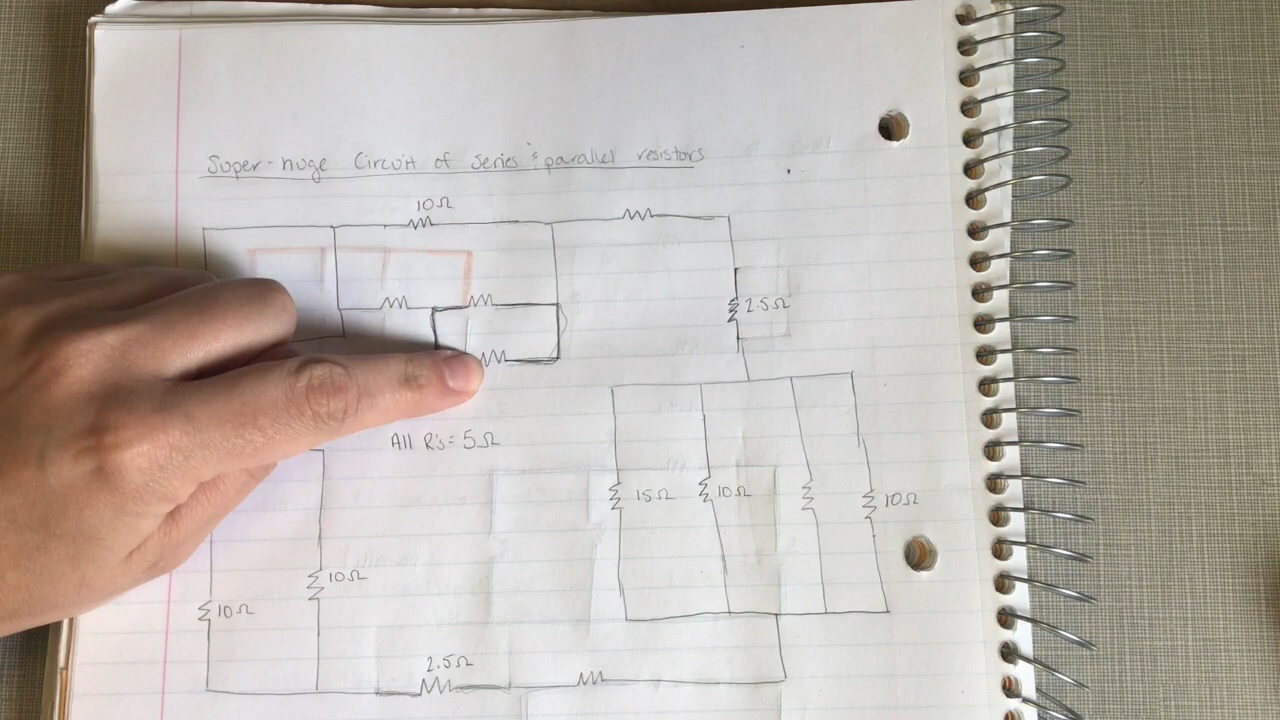 Super-huge Circuit of Series & parallel resistors
10Ω
2.5Ω
All R's = 5Ω
15Ω
10Ω
10Ω
10Ω
10Ω
2.5Ω